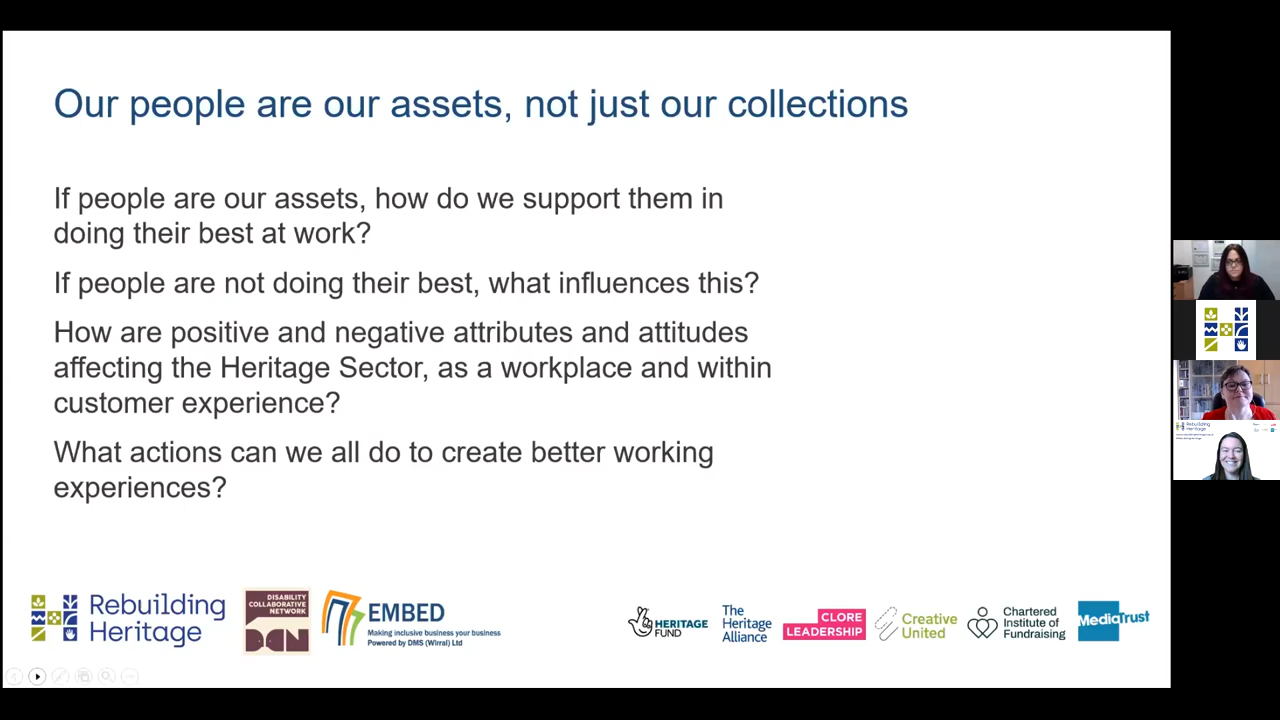 Our people are our assets, not just our collections
If people are our assets, how do we support them in
doing their best at work?
If people are not doing their best, what influences this?
How are positive and negative attributes and attitudes
affecting the Heritage Sector, as a workplace and within
customer experience?
What actions can we all do to create better working
experiences?
Rebuilding
Heritage
DISABILITY
COLLABORATIVE
NETWORK
DCN
EMBED
Making inclusive business your business
Powered by DMS (Wirral) Ltd
HERITAGE
FUND
The
Heritage
Alliance
CLORE
LEADERSHIP
Creative
United
Chartered
Institute of
Fundraising
MediaTrust
Rebuilding
Heritage